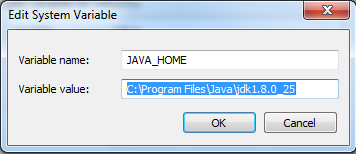 Edit System Variable
Variable name: JAVA_HOME
Variable value: C:\Program Files\Java\jdk1.8.0_25
OK Cancel